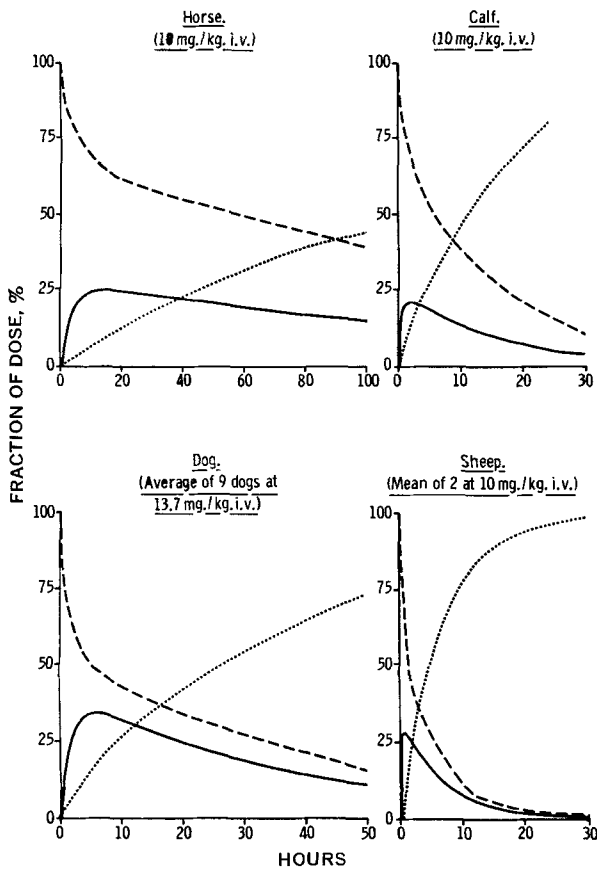 Horse.
(10 mg./kg. i.v.)
Calf.
(10 mg./kg. i.v.)
100
75
50
25
0
0 20 40 60 80 100
100
75
50
25
0
0 10 20 30
FRACTION OF DOSE, %
Dog.
(Average of 9 dogs at
13.7 mg./kg.i.v.)
Sheep.
(Mean of 2 at 10 mg./kg. i.v.)
100
75
50
25
0
0 10 20 30 40 50
100
75
50
25
0
0 10 20 30
HOURS